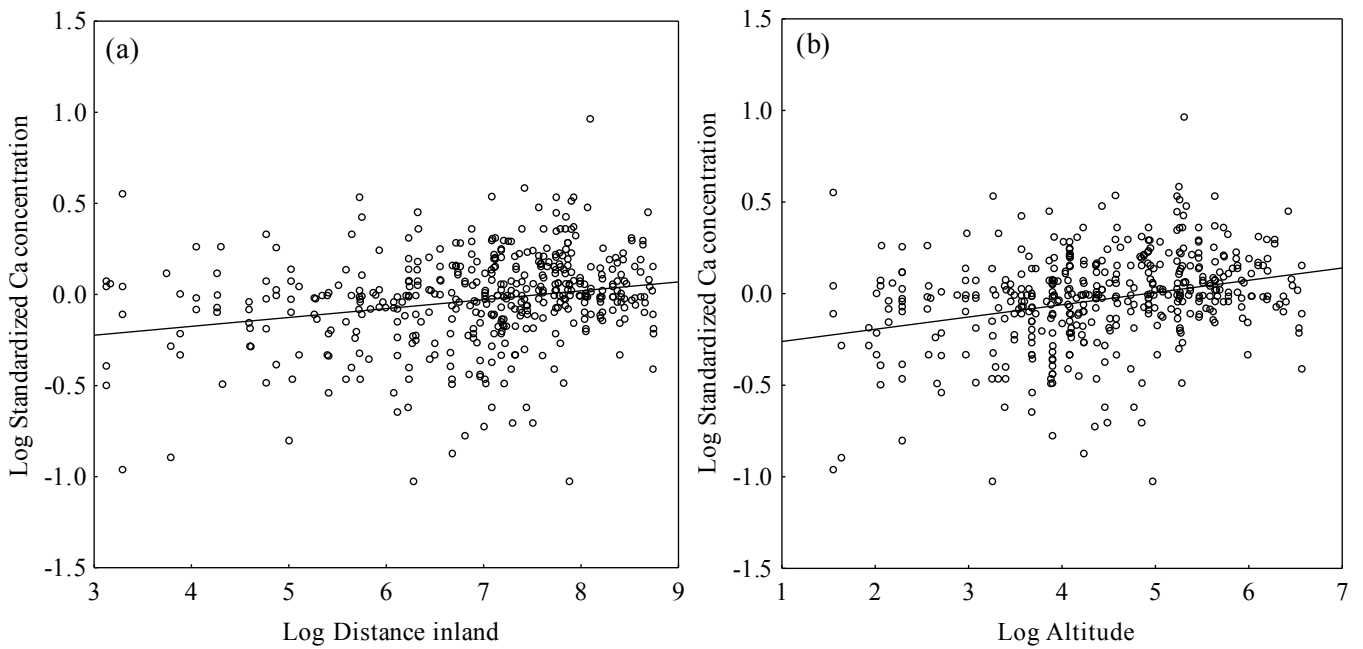 (a)
Log Standardized Ca concentration
1.5
1.0
0.5
0.0
-0.5
-1.0
-1.5
3 4 5 6 7 8 9
Log Distance inland
(b)
Log Standardized Ca concentration
1.5
1.0
0.5
0.0
-0.5
-1.0
-1.5
1 2 3 4 5 6 7
Log Altitude